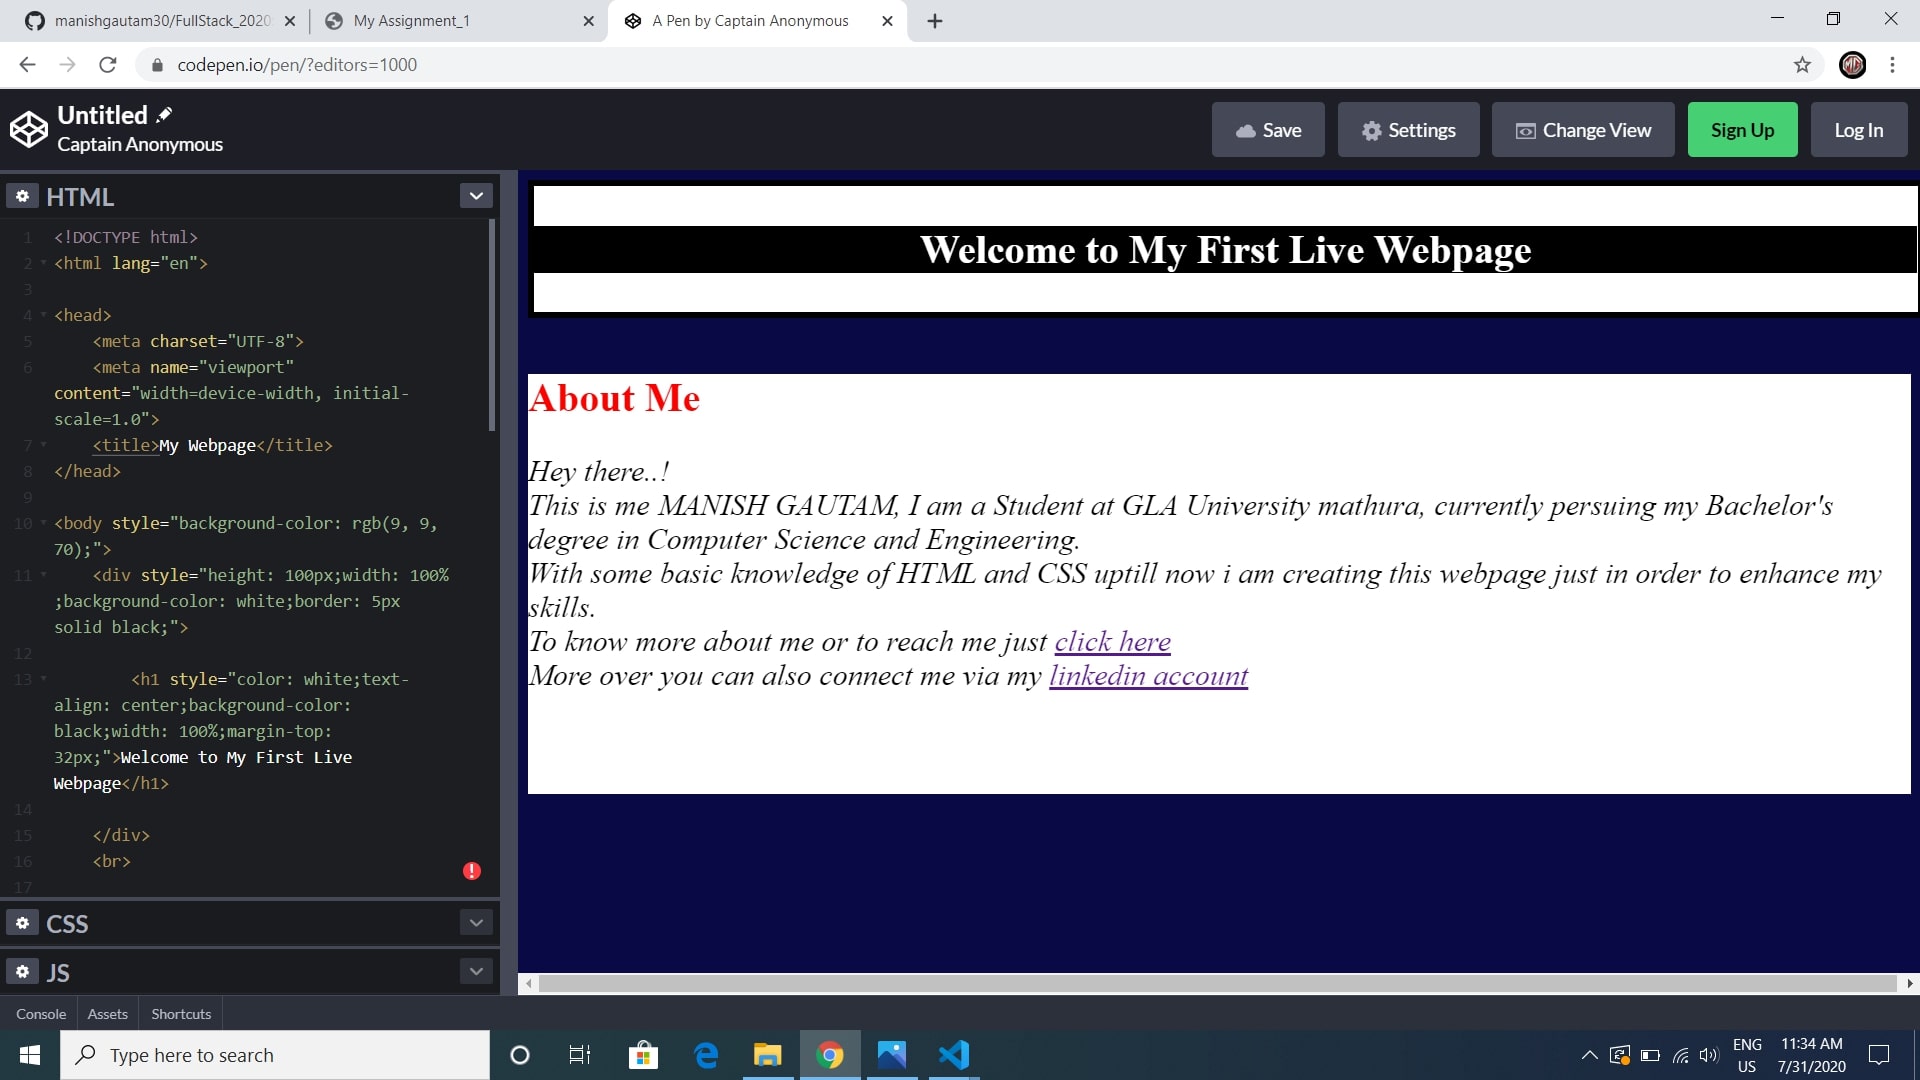 manishgautam30/FullStack_2020
My Assignment_1
A Pen by Captain Anonymous
codepen.io/pen/?editors=1000
Untitled
Captain Anonymous
Save
Settings
Change View
Sign Up
Log In
HTML
1 <!DOCTYPE html>
2 <html lang="en">
3
4 <head>
5 <meta charset="UTF-8">
6 <meta name="viewport"
content="width=device-width, initial-
scale=1.0">
7 <title>My Webpage</title>
8 </head>
9
10 <body style="background-color: rgb(9, 9,
70);">
11 <div style="height: 100px;width: 100%
;background-color: white;border: 5px
solid black;">
12
13 <h1 style="color: white;text-
align: center;background-color:
black;width: 100%;margin-top:
32px;">Welcome to My First Live
Webpage</h1>
14
15 </div>
16 <br>
17
CSS
JS
Console Assets Shortcuts
Welcome to My First Live Webpage
About Me
Hey there..!
This is me MANISH GAUTAM, I am a Student at GLA University mathura, currently persuing my Bachelor's
degree in Computer Science and Engineering.
With some basic knowledge of HTML and CSS uptill now i am creating this webpage just in order to enhance my
skills.
To know more about me or to reach me just click here
More over you can also connect me via my linkedin account
Type here to search
ENG
US
11:34 AM
7/31/2020